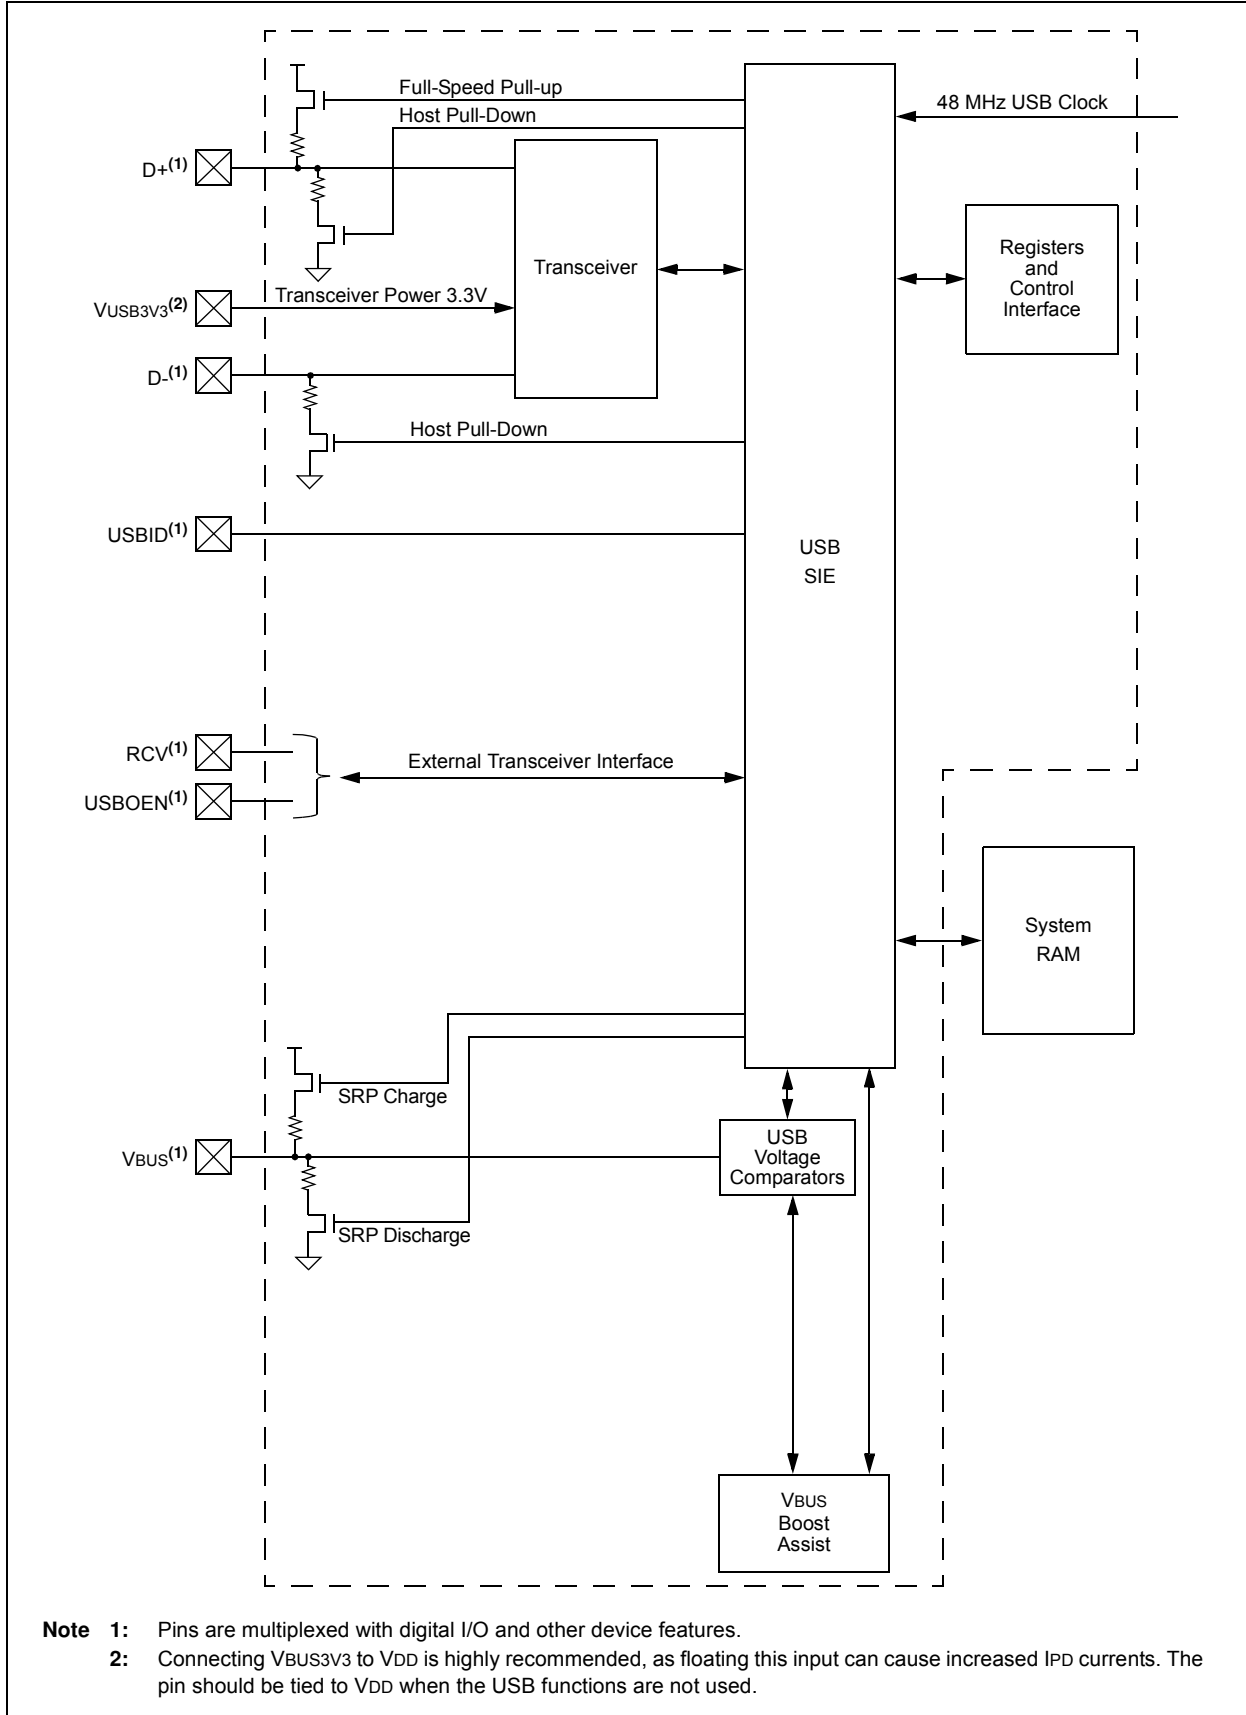 Full-Speed Pull-up
48 MHz USB Clock
Host Pull-Down
D+(1)
Transceiver
Registers
and
Control
Interface
VUSB3V3(2)
Transceiver Power 3.3V
D-(1)
Host Pull-Down
USBID(1)
USB
SIE
RCV(1)
External Transceiver Interface
USBOEN(1)
System
RAM
SRP Charge
VBUS(1)
USB
Voltage
Comparators
SRP Discharge
VBUS
Boost
Assist
Note 1: Pins are multiplexed with digital I/O and other device features.
2: Connecting VBUS3V3 to VDD is highly recommended, as floating this input can cause increased IPD currents. The
pin should be tied to VDD when the USB functions are not used.